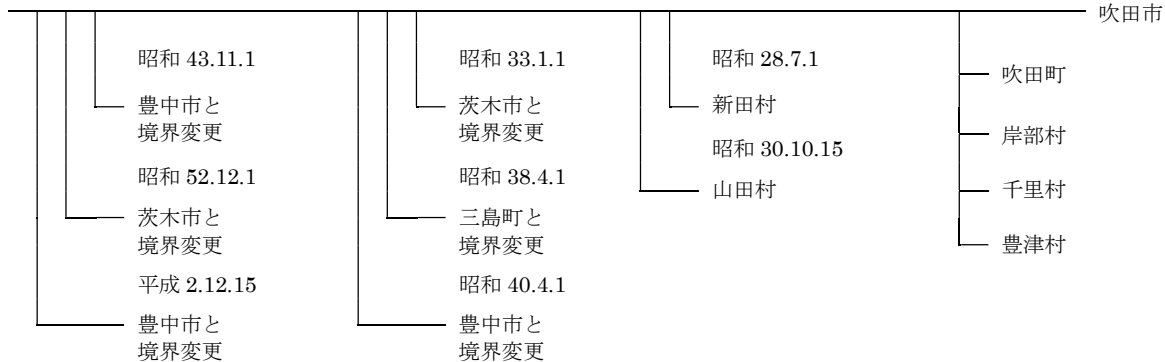 吹田市
昭和 43.11.1
豊中市と
境界変更
昭和 52.12.1
茨木市と
境界変更
平成 2.12.15
豊中市と
境界変更
昭和 33.1.1
茨木市と
境界変更
昭和 38.4.1
三島町と
境界変更
昭和 40.4.1
豊中市と
境界変更
昭和 28.7.1
新田村
昭和 30.10.15
山田村
吹田町
岸部村
千里村
豊津村